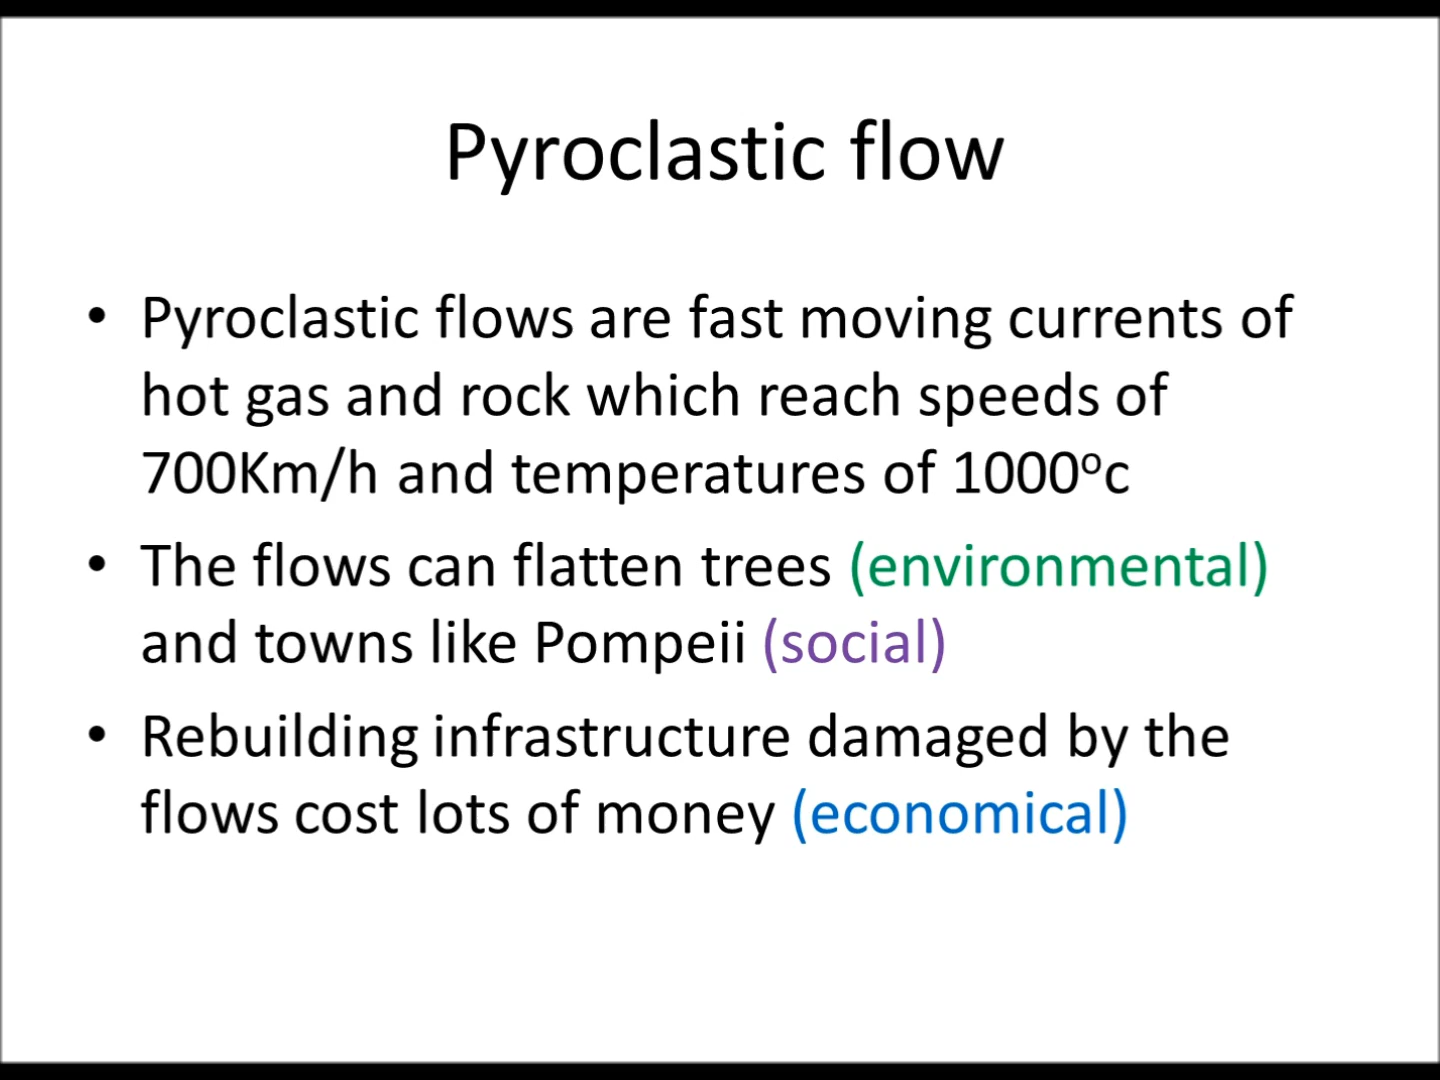 Pyroclastic flow
• Pyroclastic flows are fast moving currents of
hot gas and rock which reach speeds of
700Km/h and temperatures of 1000ºc
• The flows can flatten trees (environmental)
and towns like Pompeii (social)
• Rebuilding infrastructure damaged by the
flows cost lots of money (economical)